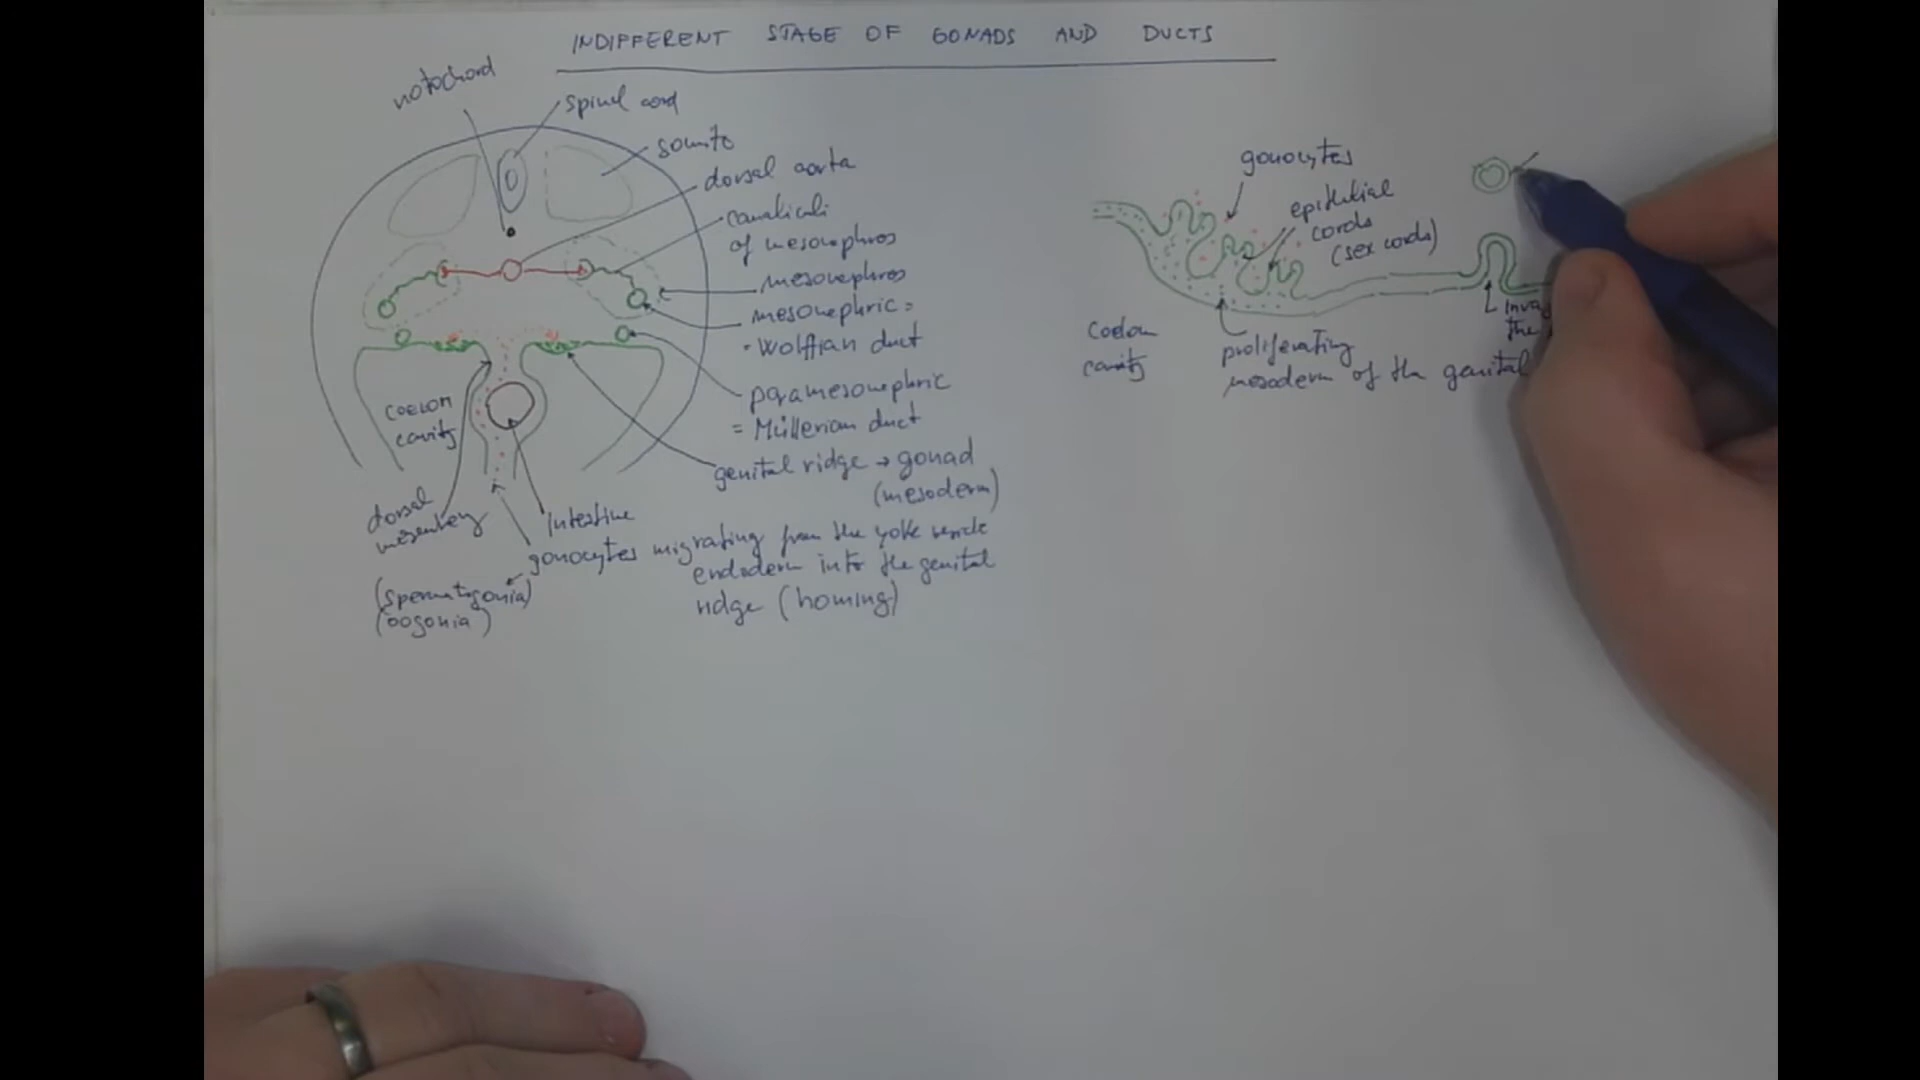 INDIFFERENT STAGE OF GONADS AND DUCTS
notochord
spinal cord
somite
dorsal aorta
canaliculi
of mesonephros
mesonephros
mesonephric =
= Wolffian duct
paramesonephric
= Müllerian duct
genital ridge → gonad
(mesoderm)
coelom
cavity
dorsal
mesentery
intestine
gonocytes migrating from the yolk vesicle
endoderm into the genital
ridge (homing)
(spermatogonia)
(oogonia)
gonocytes
epithelial
cords
(sex cords)
coelom
cavity
proliferating
mesoderm of the genital
the